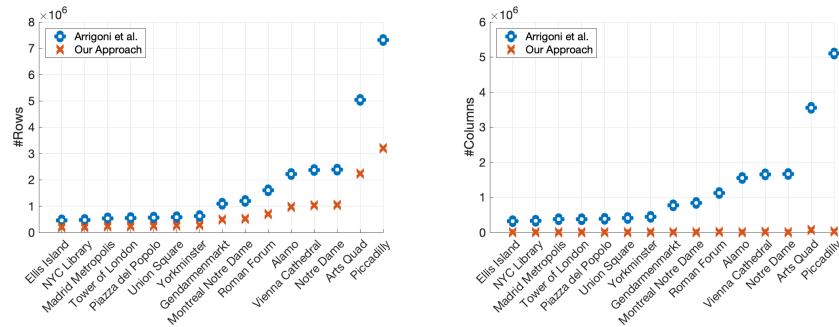 8 ×10⁶
Arrigoni et al.
Our Approach
7
6
5
4
3
2
1
0
#Rows
Ellis Island
NYC Library
Madrid Metropolis
Tower of London
Piazza del Popolo
Union Square
Yorkminster
Gendarmenmarkt
Montreal Notre Dame
Roman Forum
Alamo
Vienna Cathedral
Notre Dame
Arts Quad
Piccadilly
6 ×10⁶
Arrigoni et al.
Our Approach
5
4
3
2
1
0
#Columns
Ellis Island
NYC Library
Madrid Metropolis
Tower of London
Piazza del Popolo
Union Square
Yorkminster
Gendarmenmarkt
Montreal Notre Dame
Roman Forum
Alamo
Vienna Cathedral
Notre Dame
Arts Quad
Piccadilly